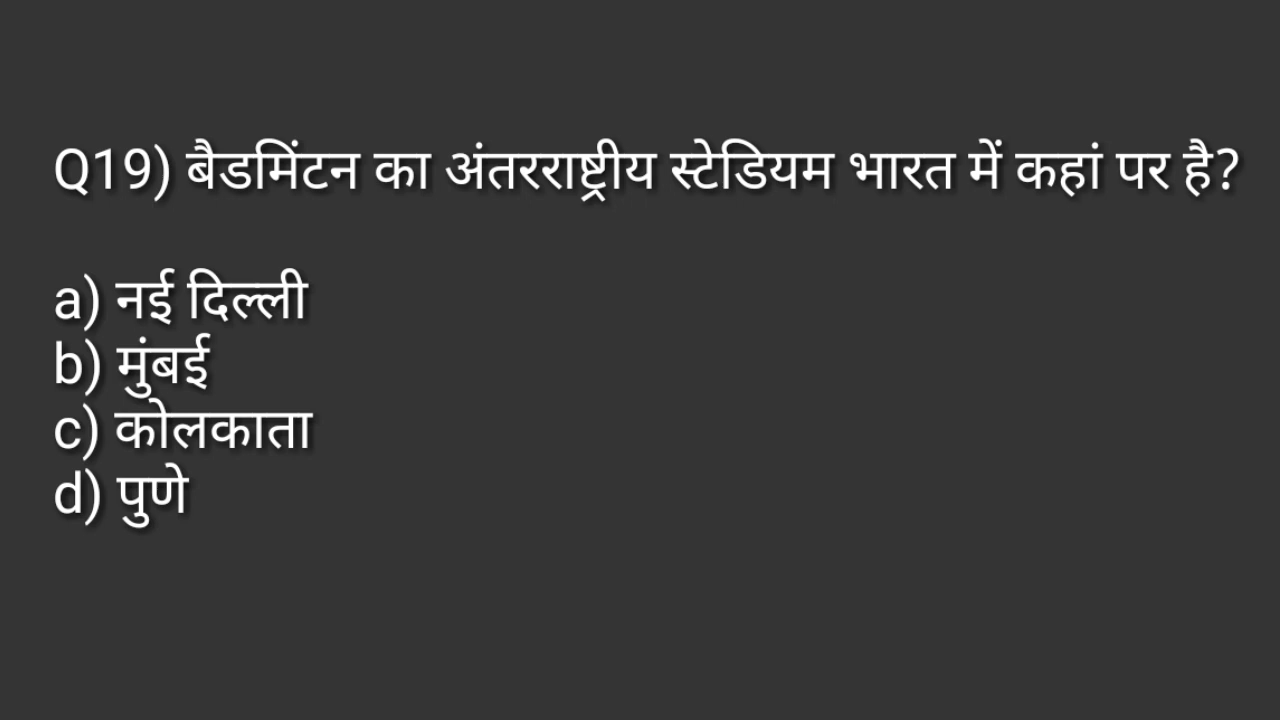 Q19) बैडमिंटन का अंतरराष्ट्रीय स्टेडियम भारत में कहां पर है?
a) नई दिल्ली
b) मुंबई
c) कोलकाता
d) पुणे